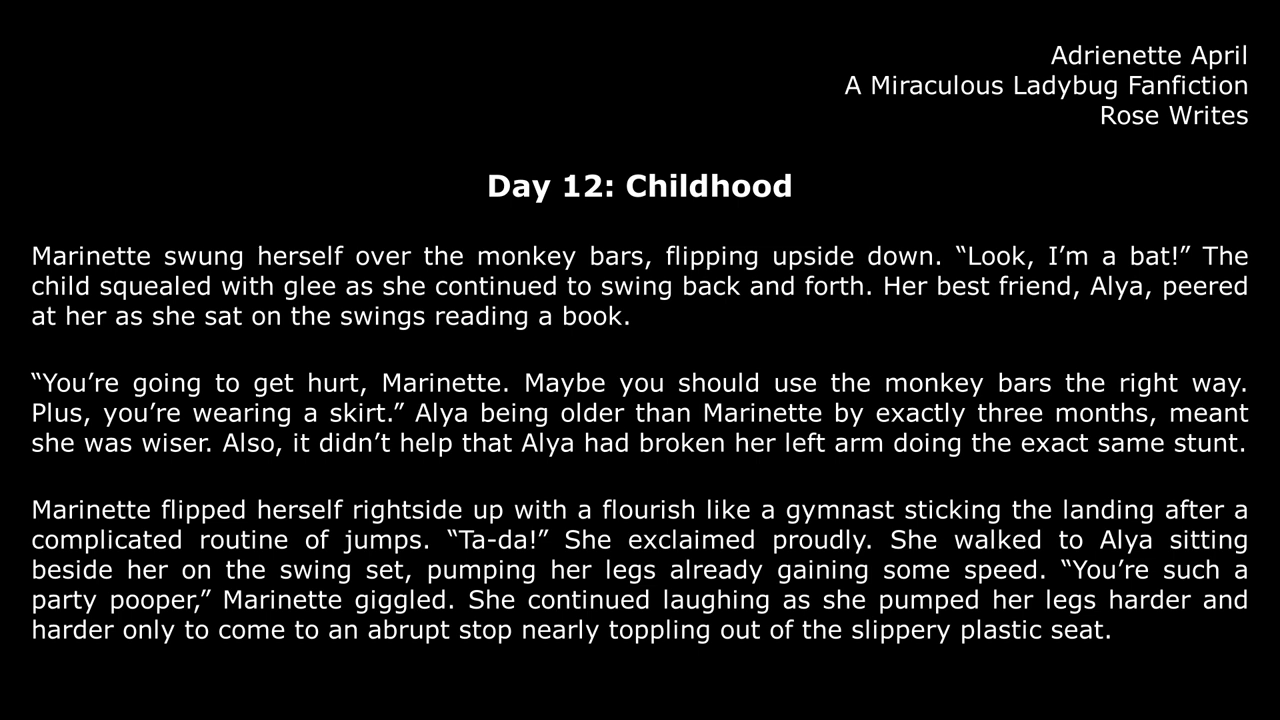 Adrienette April
A Miraculous Ladybug Fanfiction
Rose Writes
Day 12: Childhood
Marinette swung herself over the monkey bars, flipping upside down. “Look, I’m a bat!” The
child squealed with glee as she continued to swing back and forth. Her best friend, Alya, peered
at her as she sat on the swings reading a book.
“You’re going to get hurt, Marinette. Maybe you should use the monkey bars the right way.
Plus, you’re wearing a skirt.” Alya being older than Marinette by exactly three months, meant
she was wiser. Also, it didn’t help that Alya had broken her left arm doing the exact same stunt.
Marinette flipped herself rightside up with a flourish like a gymnast sticking the landing after a
complicated routine of jumps. “Ta-da!” She exclaimed proudly. She walked to Alya sitting
beside her on the swing set, pumping her legs already gaining some speed. “You’re such a
party pooper,” Marinette giggled. She continued laughing as she pumped her legs harder and
harder only to come to an abrupt stop nearly toppling out of the slippery plastic seat.